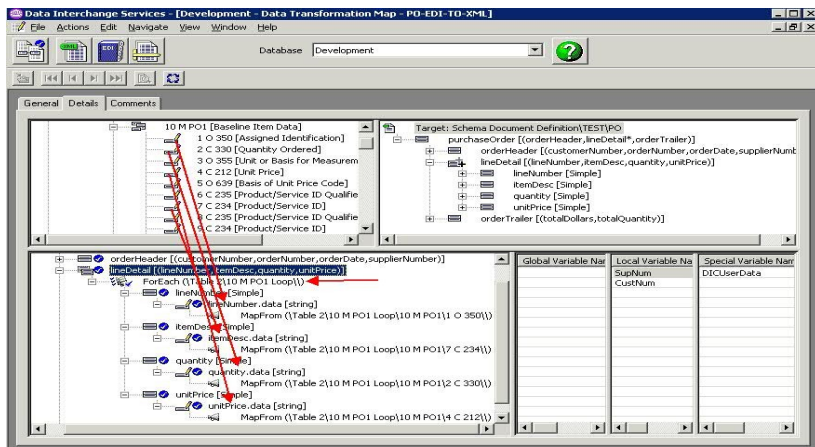 Data Interchange Services - [Development - Data Transformation Map - PO-EDI-TO-XML]
File Actions Edit Navigate View Window Help
EDI
Database Development
General Details Comments
10 M PO1 [Baseline Item Data]
1 O 350 [Assigned Identification]
2 C 330 [Quantity Ordered]
3 O 355 [Unit or Basis for Measurem
4 C 212 [Unit Price]
5 O 639 [Basis of Unit Price Code]
6 C 235 [Product/Service ID Qualifie
7 C 234 [Product/Service ID]
8 C 235 [Product/Service ID Qualifie
9 C 234 [Product/Service ID]
Target: Schema Document Definition\TEST\PO
purchaseOrder [(orderHeader,lineDetail*,orderTrailer)]
orderHeader [(customerNumber,orderNumber,orderDate,supplierNumb
lineDetail [(lineNumber,itemDesc,quantity,unitPrice)]
lineNumber [Simple]
itemDesc [Simple]
quantity [Simple]
unitPrice [Simple]
orderTrailer [(totalDollars,totalQuantity)]
orderHeader [(customerNumber,orderNumber,orderDate,supplierNumber)]
lineDetail [(lineNumber,itemDesc,quantity,unitPrice)]
ForEach (\Table 2\10 M PO1 Loop\\)
lineNumber [Simple]
lineNumber.data [string]
MapFrom (\Table 2\10 M PO1 Loop\10 M PO1\1 O 350\\)
itemDesc [Simple]
itemDesc.data [string]
MapFrom (\Table 2\10 M PO1 Loop\10 M PO1\7 C 234\\)
quantity [Simple]
quantity.data [string]
MapFrom (\Table 2\10 M PO1 Loop\10 M PO1\2 C 330\\)
unitPrice [Simple]
unitPrice.data [string]
MapFrom (\Table 2\10 M PO1 Loop\10 M PO1\4 C 212\\)
Global Variable Nar
Local Variable Na
SupNum
CustNum
Special Variable Narr
DICUserData